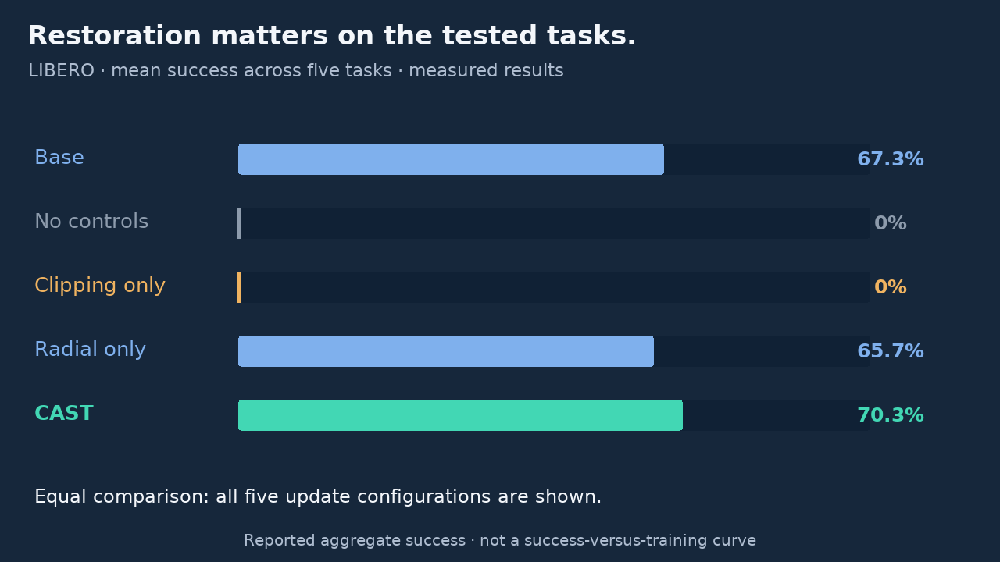 Restoration matters on the tested tasks.
LIBERO · mean success across five tasks · measured results
Base 67.3%
No controls 0%
Clipping only 0%
Radial only 65.7%
CAST 70.3%
Equal comparison: all five update configurations are shown.
Reported aggregate success · not a success-versus-training curve